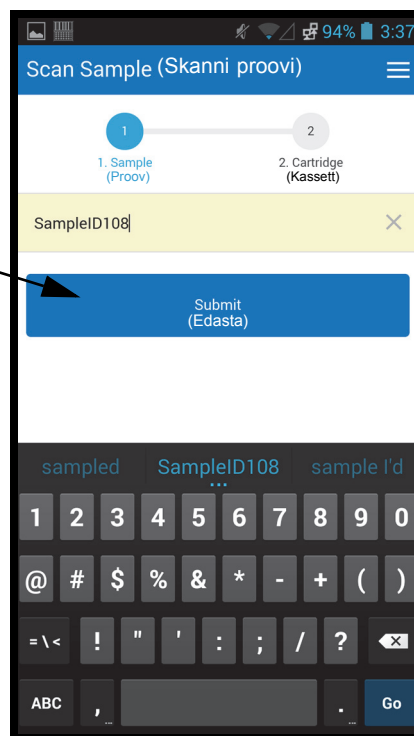 94% 3:37
Scan Sample (Skanni proovi)
1 2
1. Sample 2. Cartridge
(Proov) (Kassett)
SampleID108
Submit
(Edasta)
sampled SampleID108 sample I'd
1 2 3 4 5 6 7 8 9 0
@ # $ % & * - + ( )
= \ < ! " ' : ; / ?
ABC , . Go